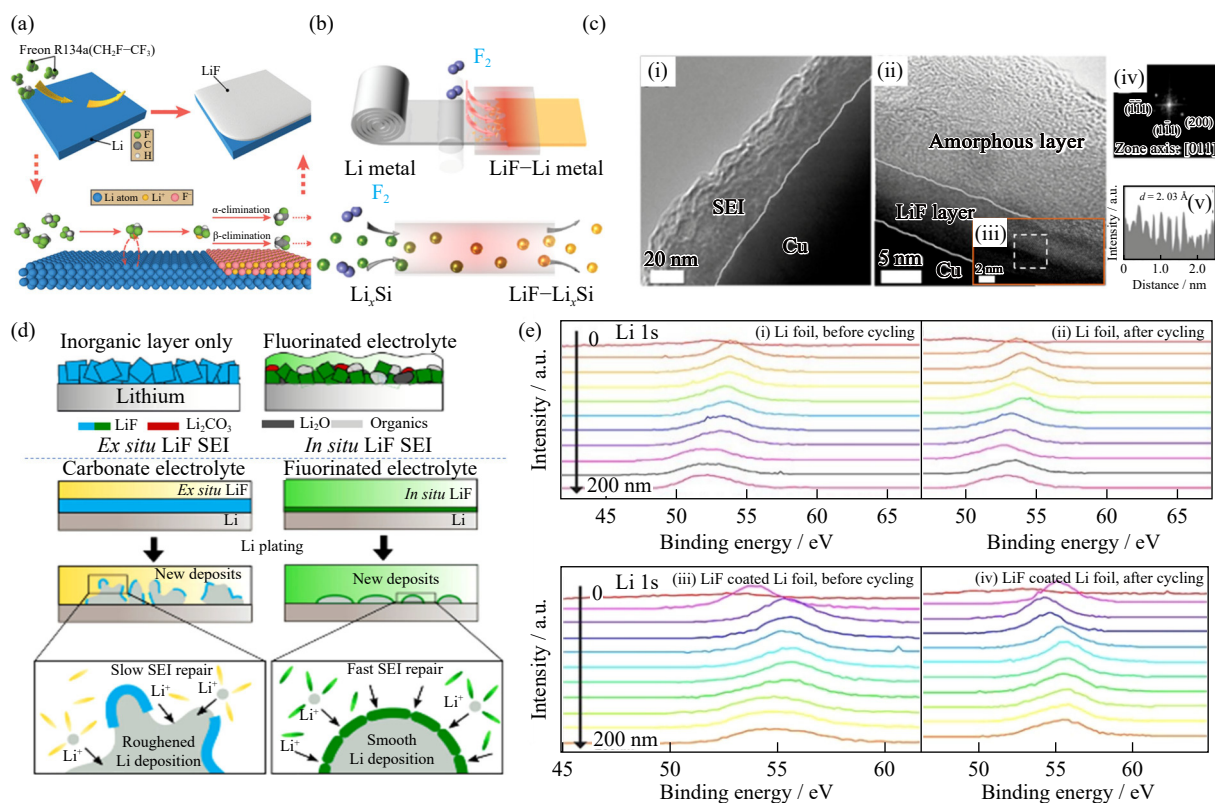 (a)
Freon R134a(CH₂F−CF₃)
LiF
Li
F
C
H
Li atom Li⁺ F
α-elimination
β-elimination
(b)
F₂
Li metal LiF−Li metal
F₂
LiₓSi LiF−LiₓSi
(c)
(i)
SEI
Cu
20 nm
(ii)
Amorphous layer
LiF layer
(iii)
Cu
5 nm
2 nm
(iv)
(1̅1̅1)
(11̅1)
(200)
Zone axis: [011]
(v)
d = 2.03 Å
Intensity / a.u.
0 1.0 2.0
Distance / nm
(d)
Inorganic layer only Fluorinated electrolyte
Lithium
LiF Li₂CO₃ Li₂O Organics
Ex situ LiF SEI In situ LiF SEI
Carbonate electrolyte Fiuorinated electrolyte
Ex situ LiF In situ LiF
Li Li
Li plating
New deposits New deposits
Slow SEI repair Fast SEI repair
Li⁺ Li⁺ Li⁺ Li⁺
Li⁺ Li⁺
Roughened Smooth
Li deposition Li deposition
(e)
Li 1s
0
(i) Li foil, before cycling
(ii) Li foil, after cycling
Intensity / a.u.
200 nm
45 50 55 60 65 50 55 60 65
Binding energy / eV Binding energy / eV
Li 1s
0
(iii) LiF coated Li foil, before cycling
(iv) LiF coated Li foil, after cycling
Intensity / a.u.
200 nm
45 50 55 60 50 55 60
Binding energy / eV Binding energy / eV